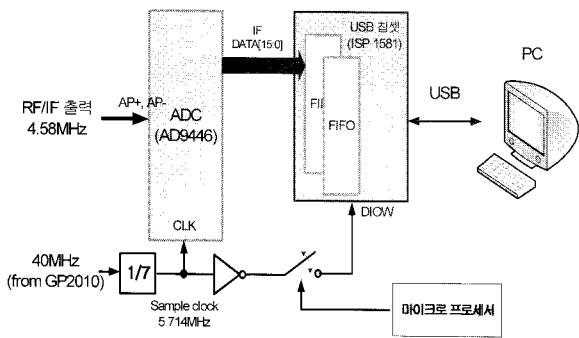 IF
DATA[15:0]
USB 칩셋
(ISP 1581)
PC
RF/IF 출력
4.58MHz
AP+, AP-
ADC
(AD9446)
FIFO
USB
CLK
DIOW
40MHz
(from GP2010)
1/7
Sample clock
5.714MHz
마이크로 프로세서